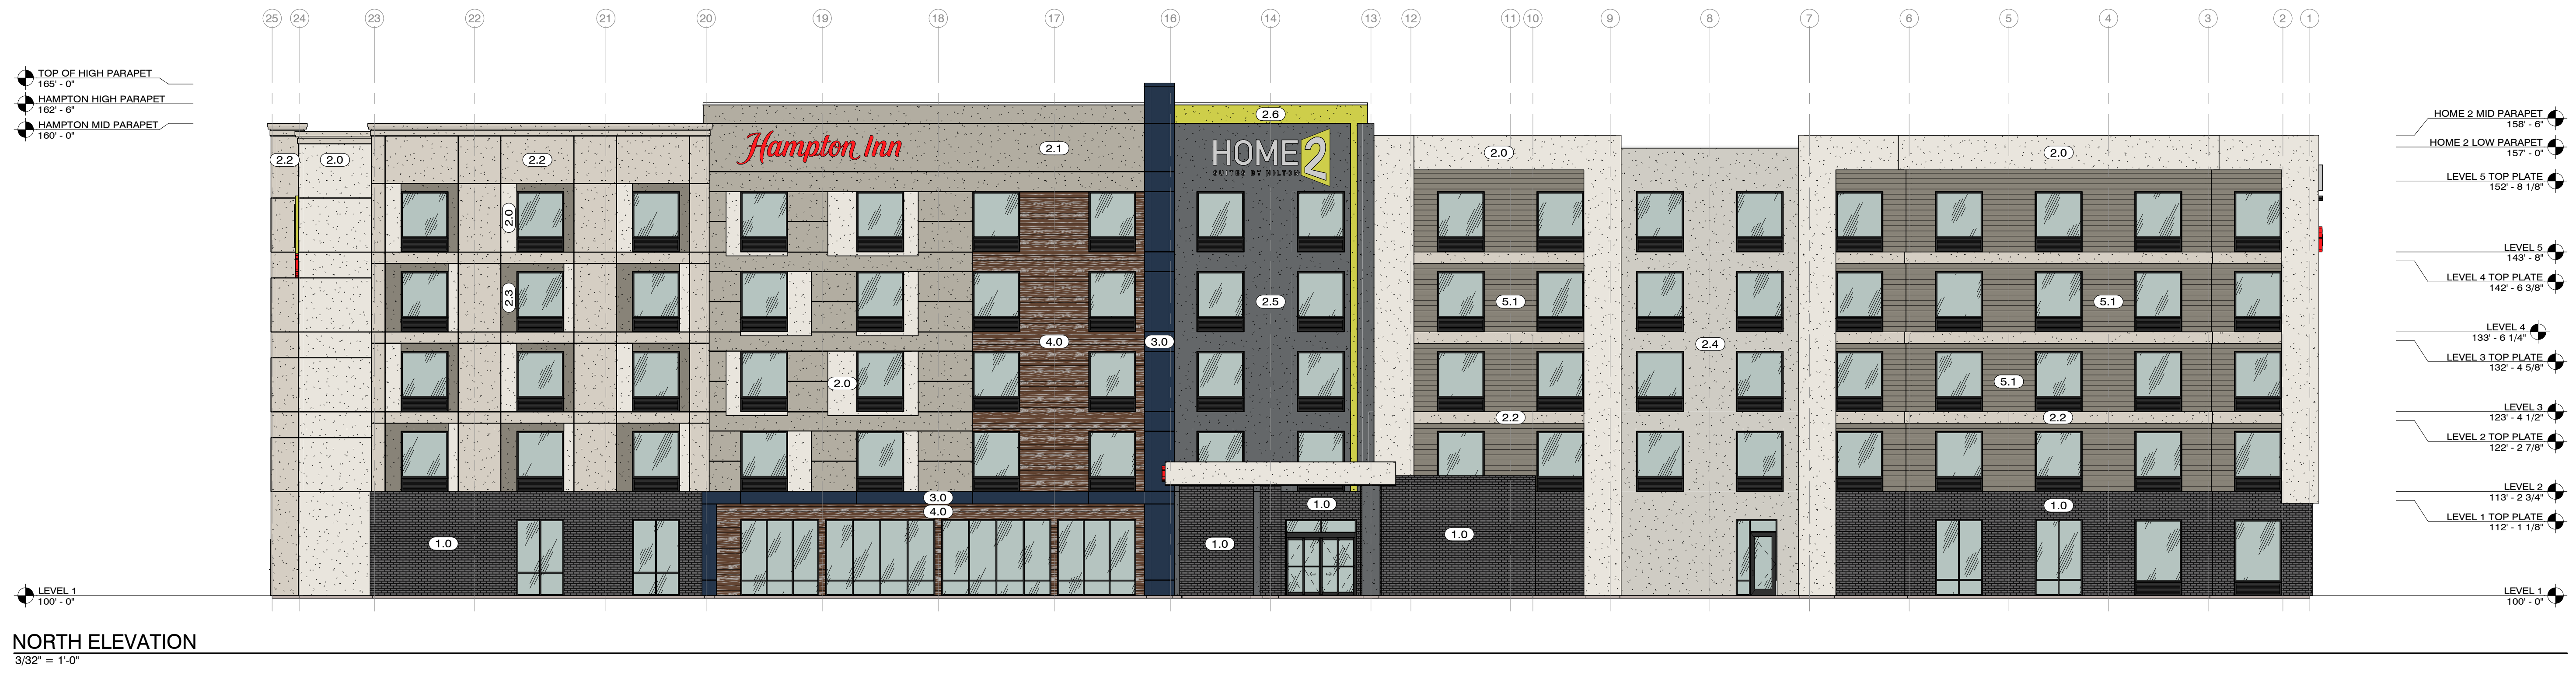 25 24 23 22 21 20 19 18 17 16 14 13 12 11 10 9 8 7 6 5 4 3 2 1
TOP OF HIGH PARAPET
165' - 0"
HAMPTON HIGH PARAPET
162' - 6"
HAMPTON MID PARAPET
160' - 0"
HOME 2 MID PARAPET
158' - 6"
HOME 2 LOW PARAPET
157' - 0"
LEVEL 5 TOP PLATE
152' - 8 1/8"
LEVEL 5
143' - 8"
LEVEL 4 TOP PLATE
142' - 6 3/8"
LEVEL 4
133' - 6 1/4"
LEVEL 3 TOP PLATE
132' - 4 5/8"
LEVEL 3
123' - 4 1/2"
LEVEL 2 TOP PLATE
122' - 2 7/8"
LEVEL 2
113' - 2 3/4"
LEVEL 1 TOP PLATE
112' - 1 1/8"
LEVEL 1
100' - 0"
LEVEL 1
100' - 0"
2.6
Hampton Inn
2.1
HOME2
SUITES BY HILTON
2.2 2.0 2.2 2.0 2.0
2.0
2.3 2.5 5.1 5.1
4.0 3.0 2.4
2.0 5.1
2.2 2.2
3.0 1.0 1.0
4.0
1.0 1.0 1.0
NORTH ELEVATION
3/32" = 1'-0"